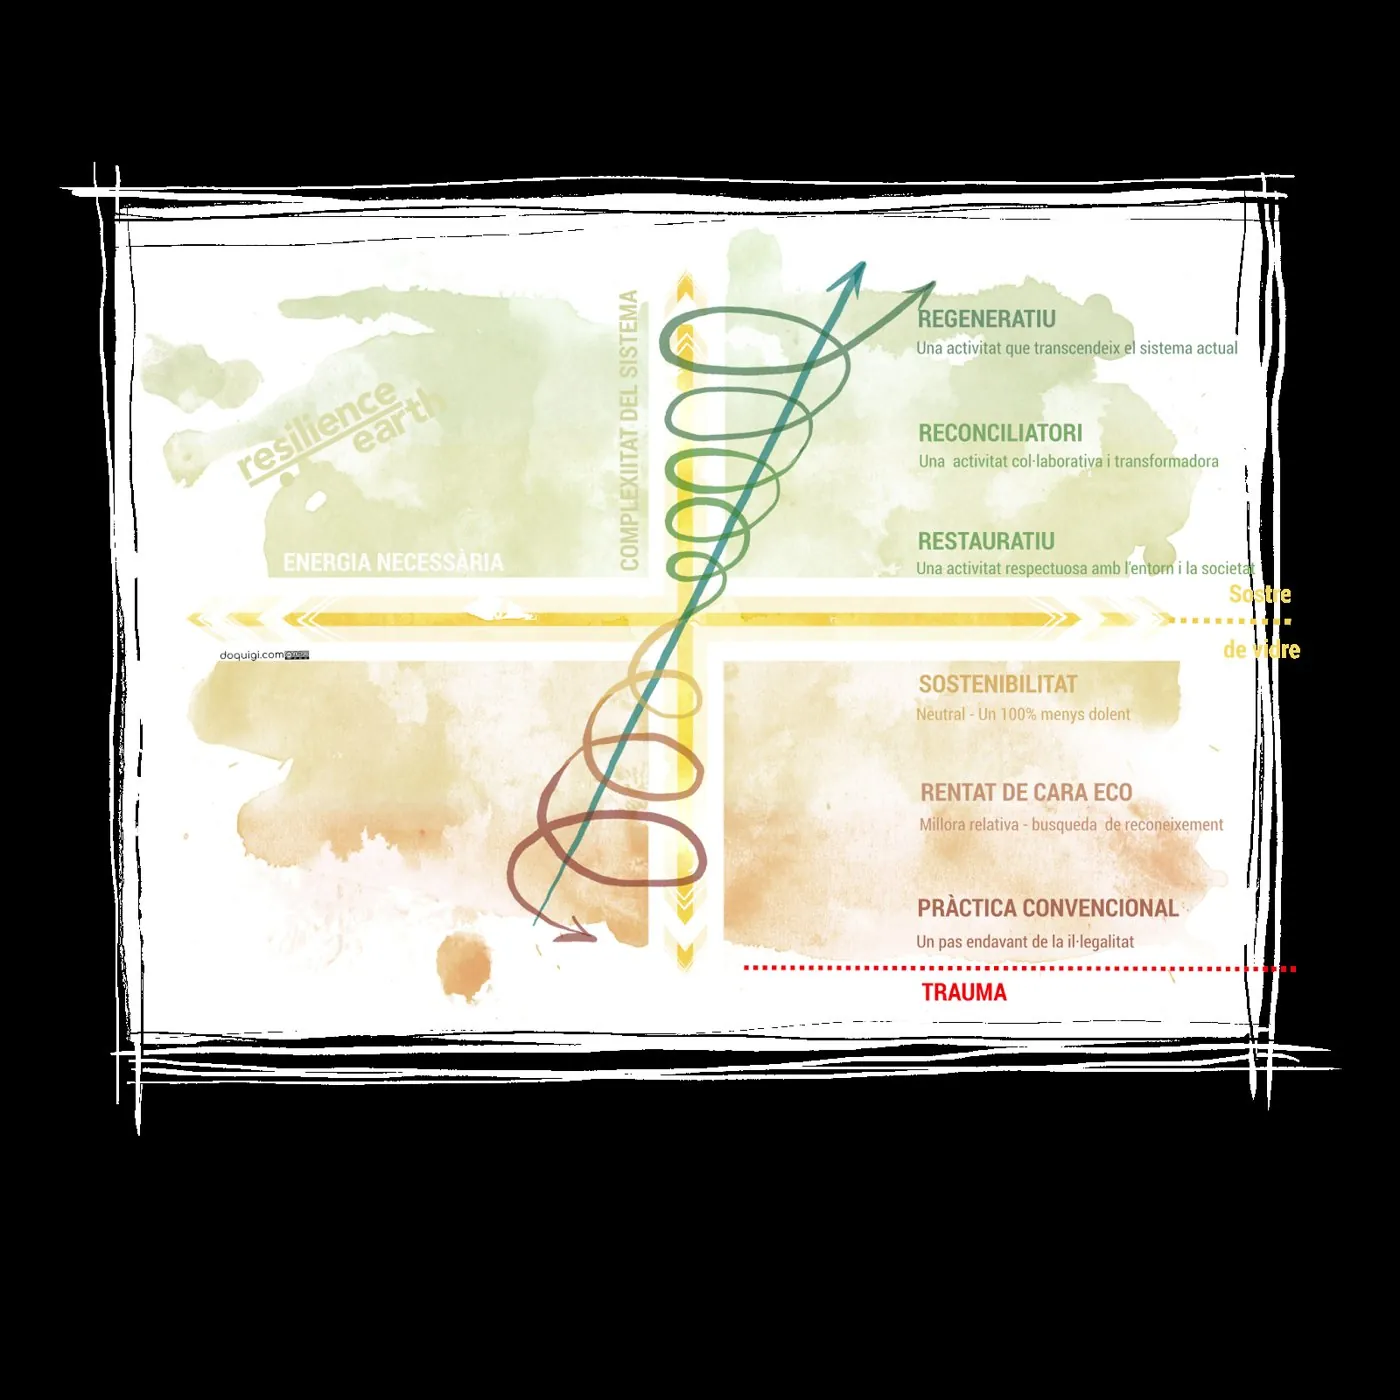 COMPLEXIITAT DEL SISTEMA
resilience
earth
ENERGIA NECESSÀRIA
doquigi.com
REGENERATIU
Una activitat que transcendeix el sistema actual
RECONCILIATORI
Una activitat col·laborativa i transformadora
RESTAURATIU
Una activitat respectuosa amb l'entorn i la societat
Sostre
de vidre
SOSTENIBILITAT
Neutral - Un 100% menys dolent
RENTAT DE CARA ECO
Millora relativa - busqueda de reconeixement
PRÀCTICA CONVENCIONAL
Un pas endavant de la il·legalitat
TRAUMA